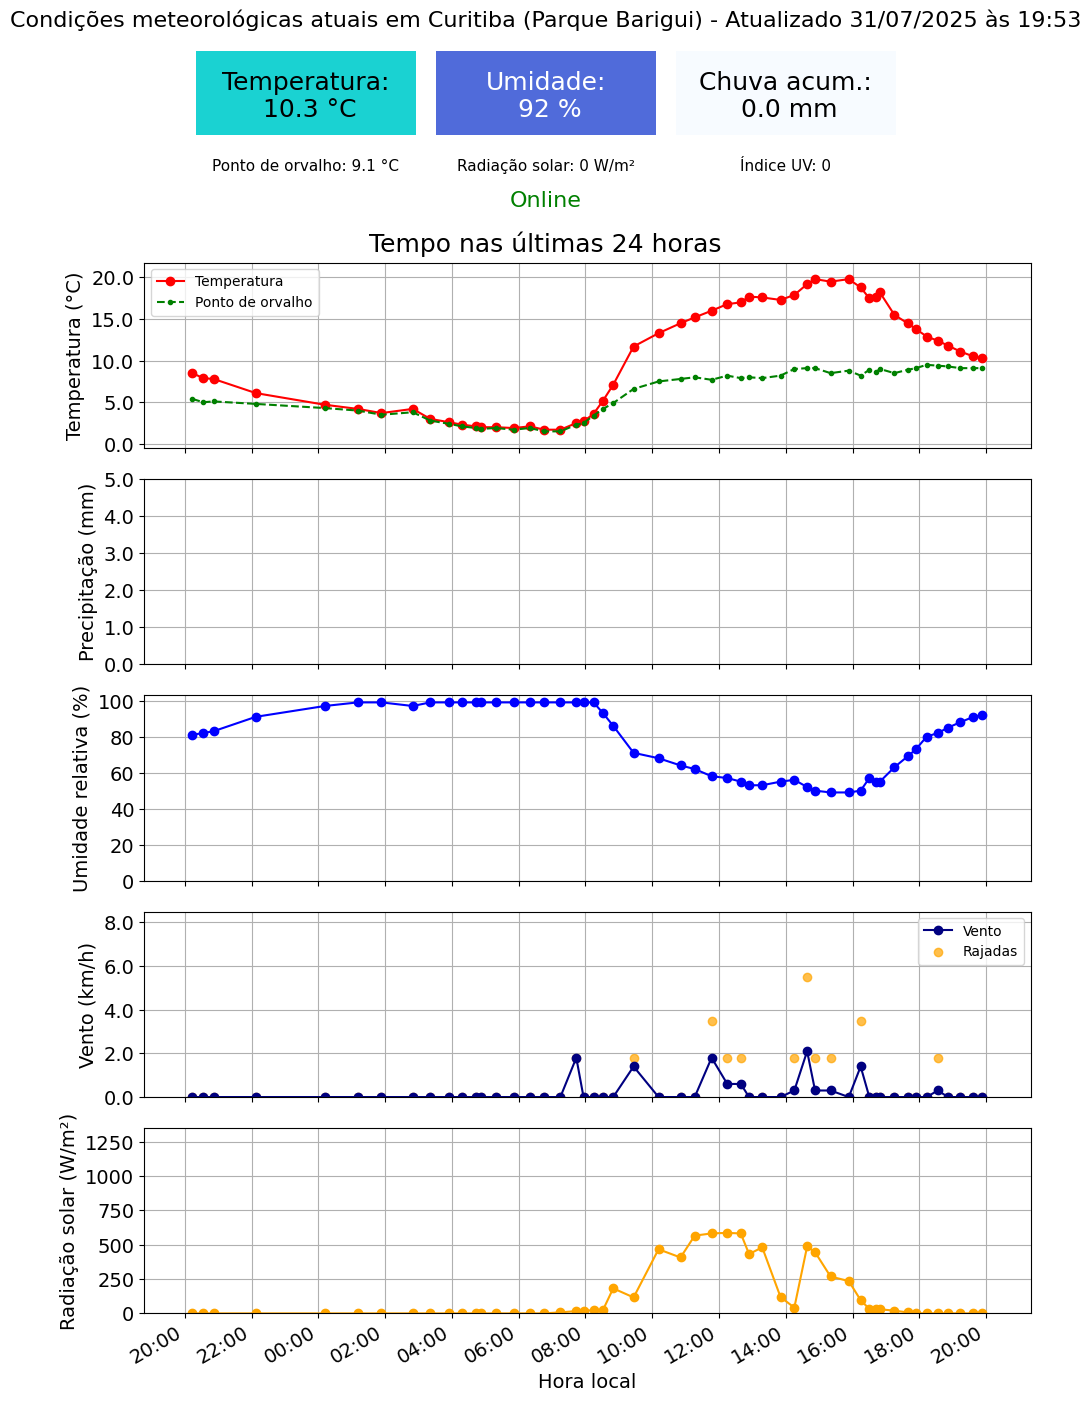 Condições meteorológicas atuais em Curitiba (Parque Barigui) - Atualizado 31/07/2025 às 19:53
Temperatura:
10.3 °C
Umidade:
92 %
Chuva acum.:
0.0 mm
Ponto de orvalho: 9.1 °C
Radiação solar: 0 W/m²
Índice UV: 0
Online
Tempo nas últimas 24 horas
Temperatura (°C)
20.0
15.0
10.0
5.0
0.0
Temperatura
Ponto de orvalho
Precipitação (mm)
5.0
4.0
3.0
2.0
1.0
0.0
Umidade relativa (%)
100
80
60
40
20
0
Vento (km/h)
8.0
6.0
4.0
2.0
0.0
Vento
Rajadas
Radiação solar (W/m²)
1250
1000
750
500
250
0
20:00
22:00
00:00
02:00
04:00
06:00
08:00
10:00
12:00
14:00
16:00
18:00
20:00
Hora local